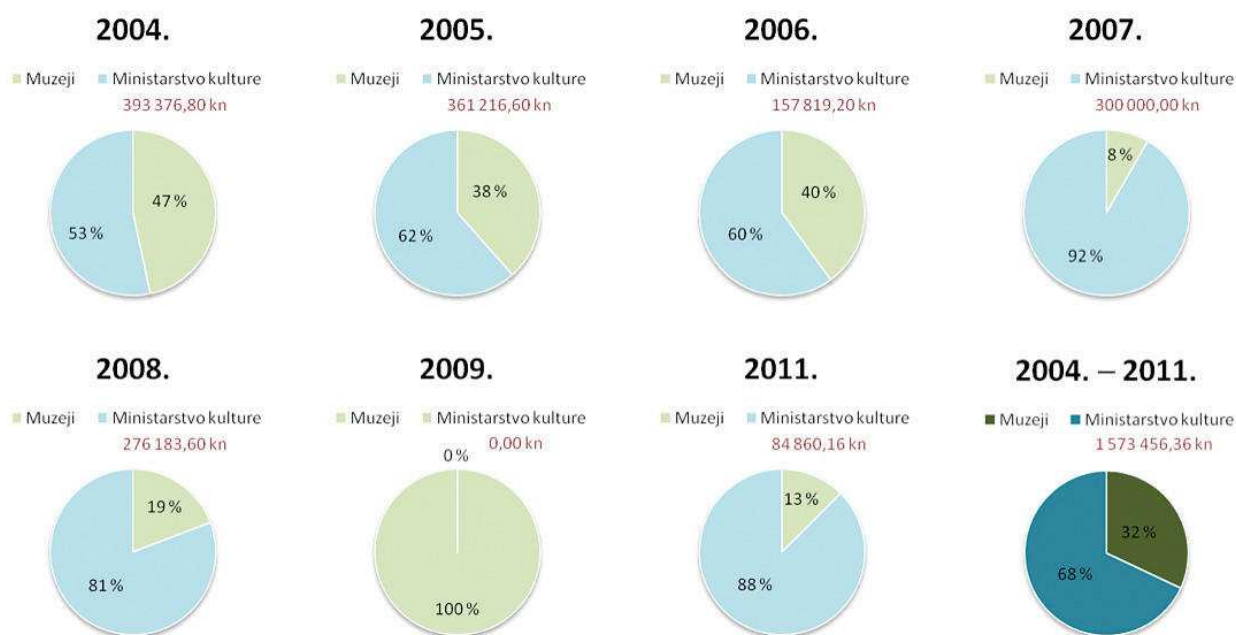 2004.
Muzeji Ministarstvo kulture
393 376,80 kn
47 %
53 %
2005.
Muzeji Ministarstvo kulture
361 216,60 kn
38 %
62 %
2006.
Muzeji Ministarstvo kulture
157 819,20 kn
40 %
60 %
2007.
Muzeji Ministarstvo kulture
300 000,00 kn
8 %
92 %
2008.
Muzeji Ministarstvo kulture
276 183,60 kn
19 %
81 %
2009.
Muzeji Ministarstvo kulture
0,00 kn
0 %
100 %
2011.
Muzeji Ministarstvo kulture
84 860,16 kn
13 %
88 %
2004. – 2011.
Muzeji Ministarstvo kulture
1 573 456,36 kn
32 %
68 %